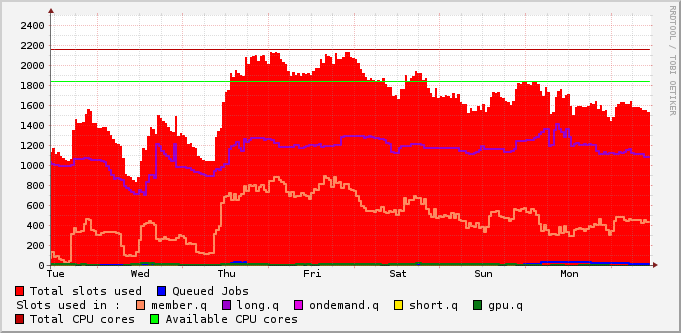 2400
2200
2000
1800
1600
1400
1200
1000
800
600
400
200
0
Tue Wed Thu Fri Sat Sun Mon
RRDTOOL / TOBI OETIKER
Total slots used Queued Jobs
Slots used in : member.q long.q ondemand.q short.q gpu.q
Total CPU cores Available CPU cores